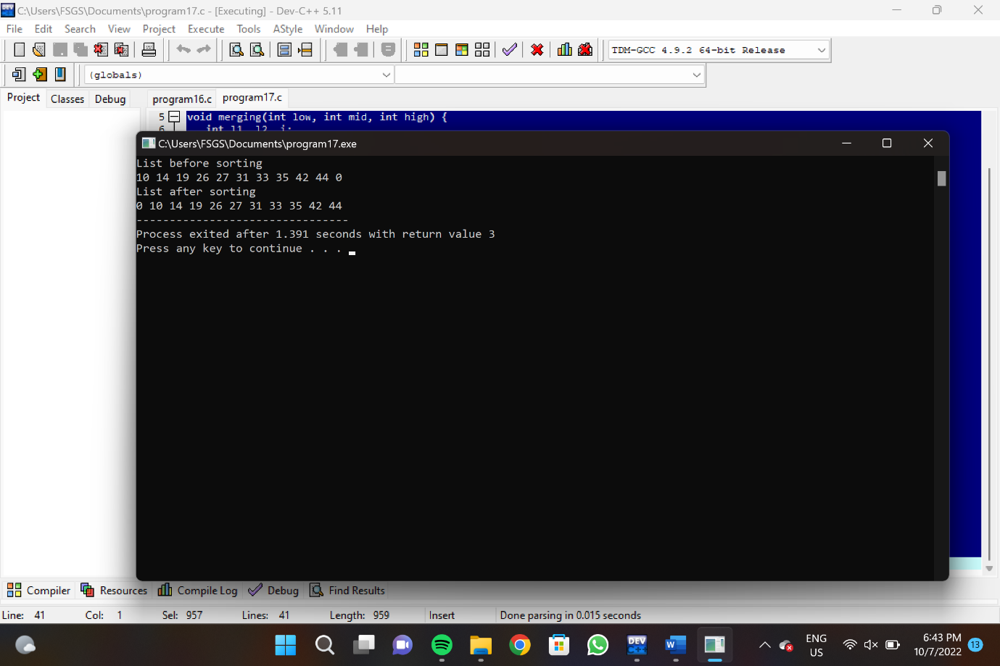 C:\Users\FSGS\Documents\program17.c - [Executing] - Dev-C++ 5.11
File Edit Search View Project Execute Tools AStyle Window Help
TDM-GCC 4.9.2 64-bit Release
(globals)
Project Classes Debug
program16.c program17.c
5 void merging(int low, int mid, int high) {
6 int l1, l2, i;
C:\Users\FSGS\Documents\program17.exe
List before sorting
10 14 19 26 27 31 33 35 42 44 0
List after sorting
0 10 14 19 26 27 31 33 35 42 44
--------------------------------
Process exited after 1.391 seconds with return value 3
Press any key to continue . . .
Compiler Resources Compile Log Debug Find Results
Line: 41 Col: 1 Sel: 957 Lines: 41 Length: 959 Insert Done parsing in 0.015 seconds
DEV C++
W
ENG
US
6:43 PM
10/7/2022
13